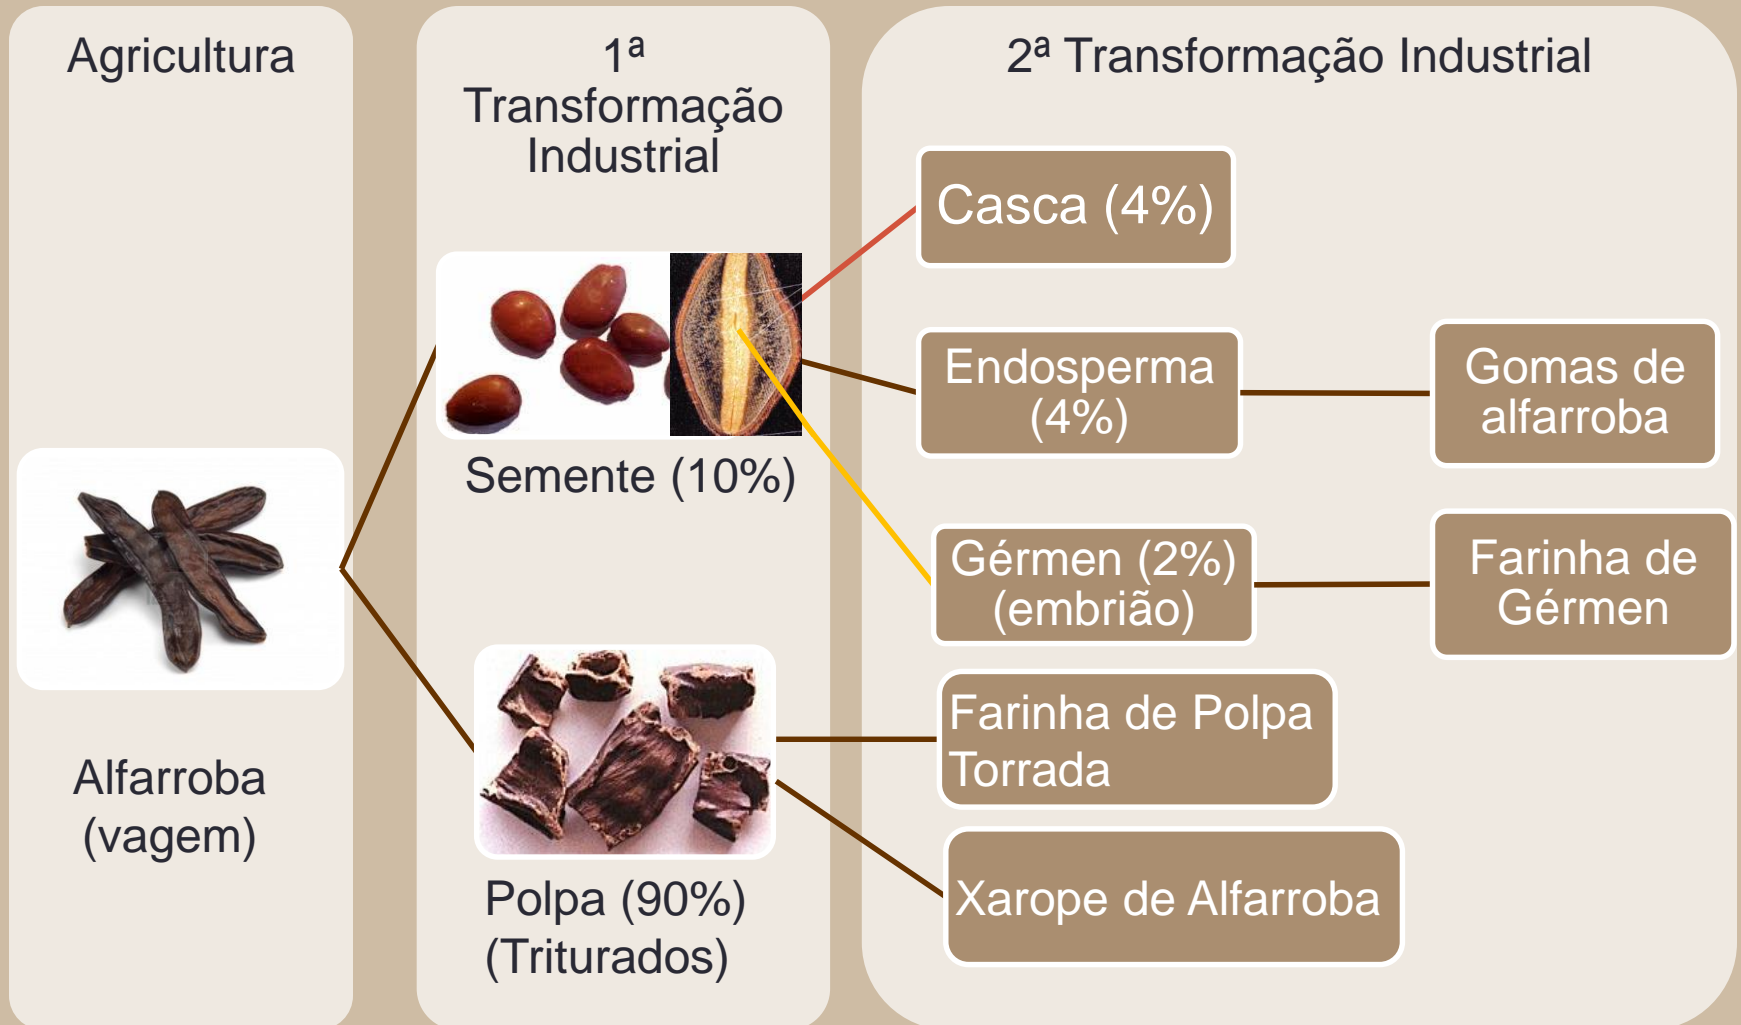 Agricultura
1ª
Transformação
Industrial
2ª Transformação Industrial
Casca (4%)
Endosperma
(4%)
Gomas de
alfarroba
Semente (10%)
Gérmen (2%)
(embrião)
Farinha de
Gérmen
Farinha de Polpa
Torrada
Alfarroba
(vagem)
Polpa (90%)
(Triturados)
Xarope de Alfarroba